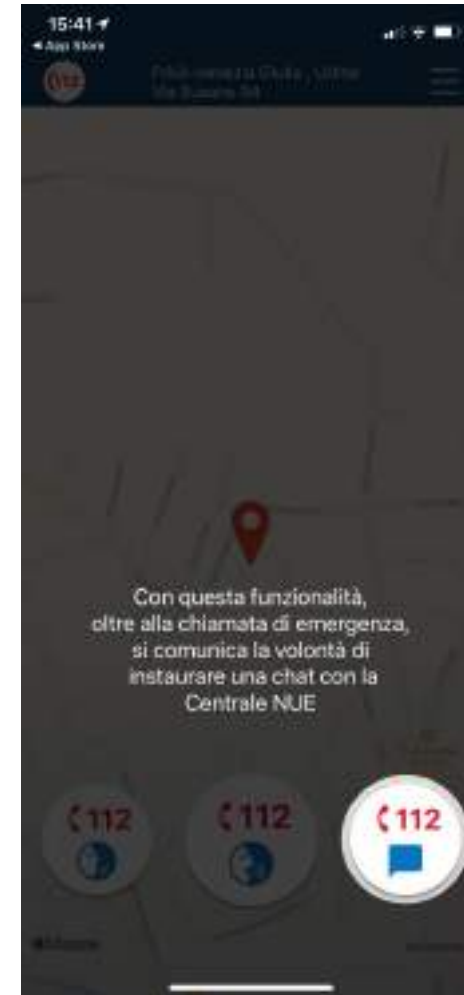 15:41
App Store
112
Con questa funzionalità,
oltre alla chiamata di emergenza,
si comunica la volontà di
instaurare una chat con la
Centrale NUE
112
112
112